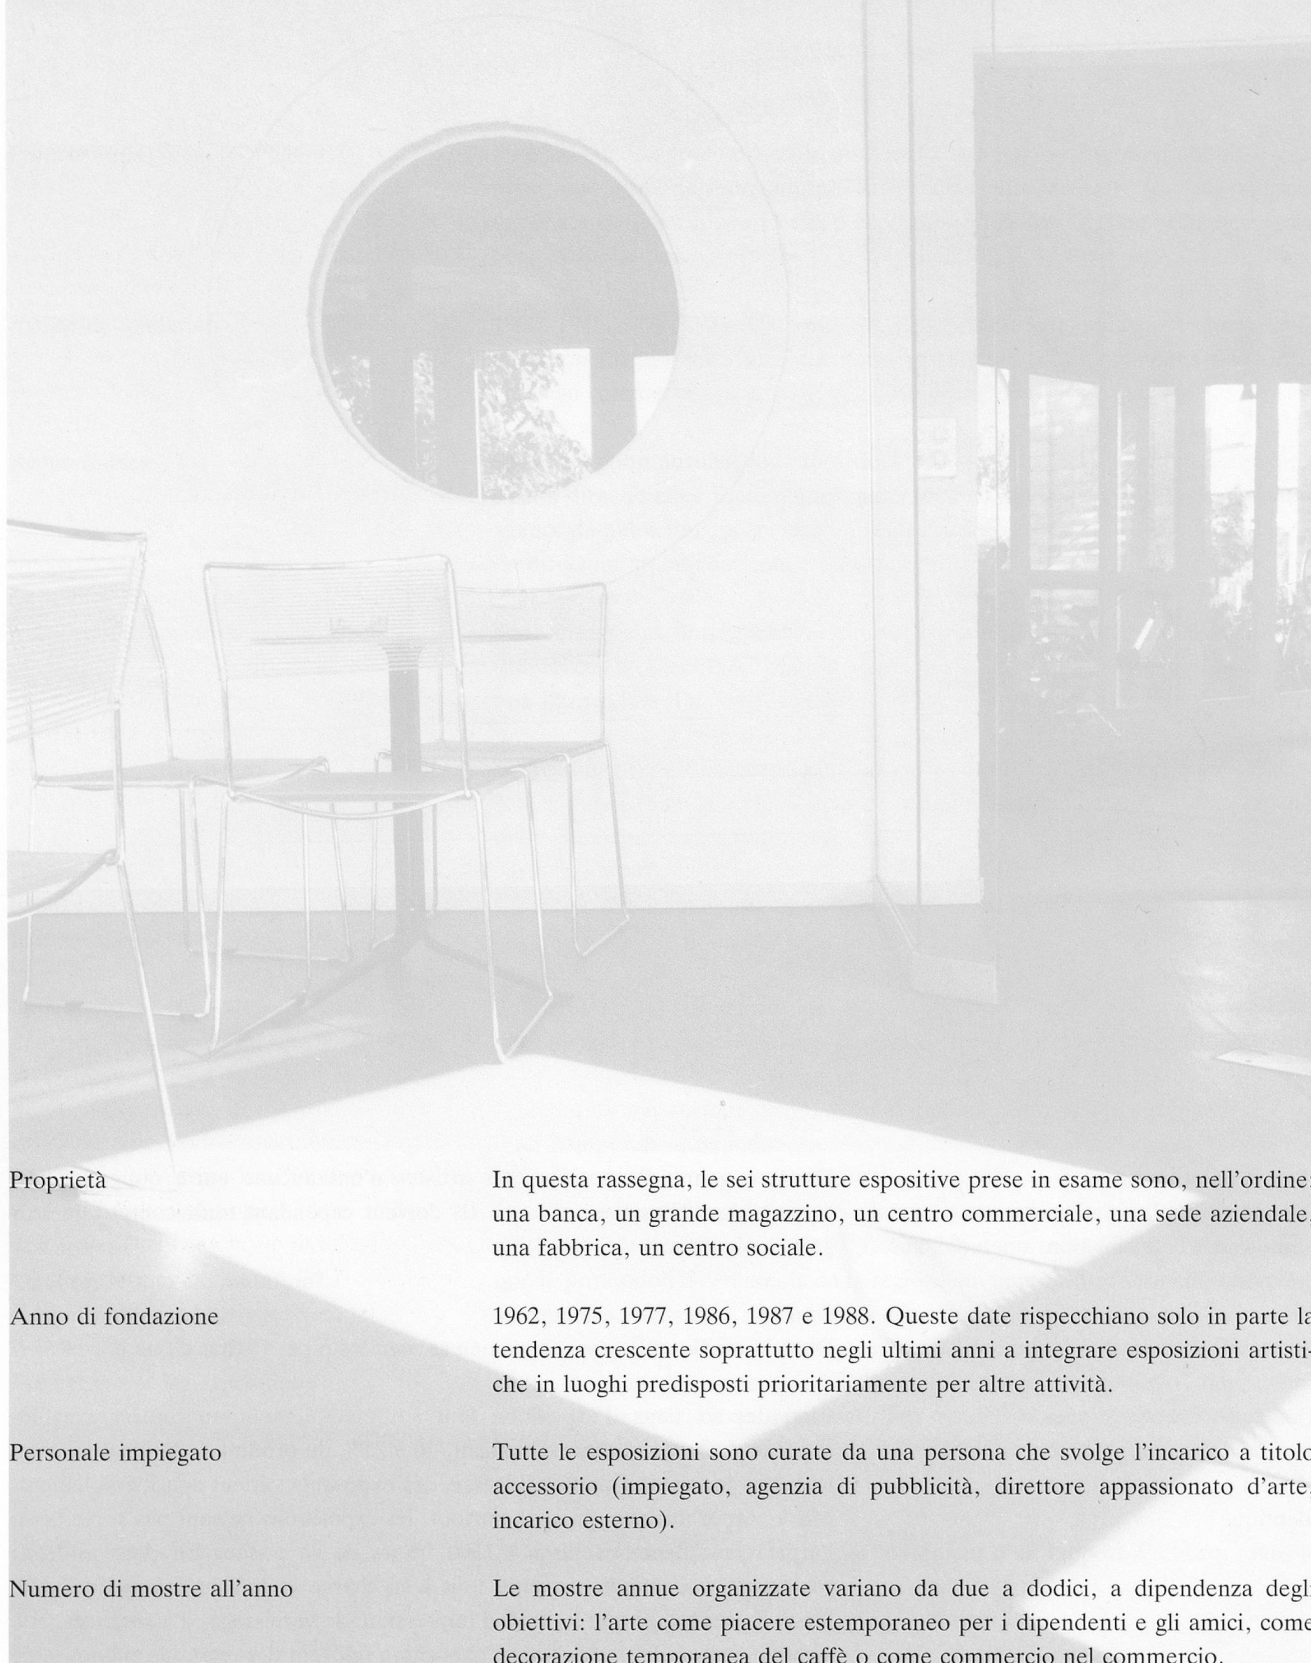 Proprietà
In questa rassegna, le sei strutture espositive prese in esame sono, nell'ordine:
una banca, un grande magazzino, un centro commerciale, una sede aziendale,
una fabbrica, un centro sociale.
Anno di fondazione
1962, 1975, 1977, 1986, 1987 e 1988. Queste date rispecchiano solo in parte la
tendenza crescente soprattutto negli ultimi anni a integrare esposizioni artisti-
che in luoghi predisposti prioritariamente per altre attività.
Personale impiegato
Tutte le esposizioni sono curate da una persona che svolge l'incarico a titolo
accessorio (impiegato, agenzia di pubblicità, direttore appassionato d'arte,
incarico esterno).
Numero di mostre all'anno
Le mostre annue organizzate variano da due a dodici, a dipendenza degli
obiettivi: l'arte come piacere estemporaneo per i dipendenti e gli amici, come
decorazione temporanea del caffè o come commercio nel commercio.